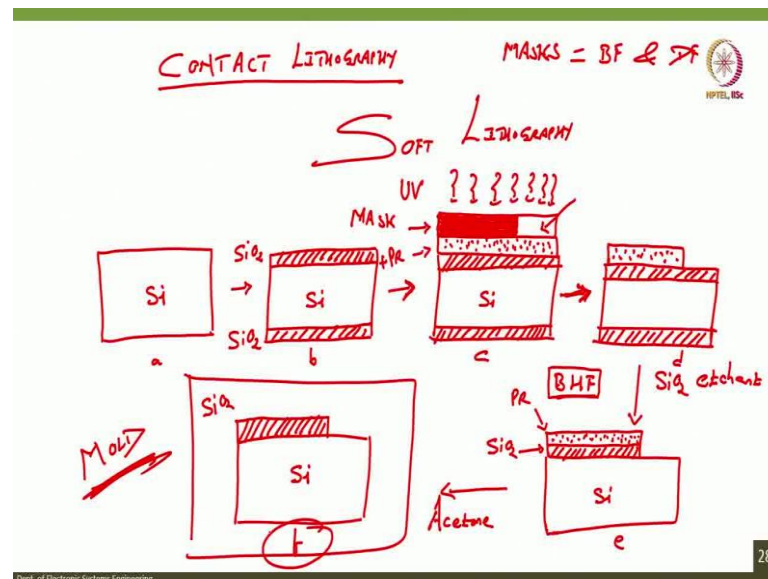 CONTACT LITHOGRAPHY
MASKS = BF & DF
NPTEL, IISc
SOFT LITHOGRAPHY
UV
MASK
+PR
SiO2
Si
SiO2
Si
Si
a
b
c
d
BHF
SiO2 etchant
PR
SiO2
Si
e
Acetone
SiO2
Si
f
MOLD
28
Dept. of Electronic Systems Engineering